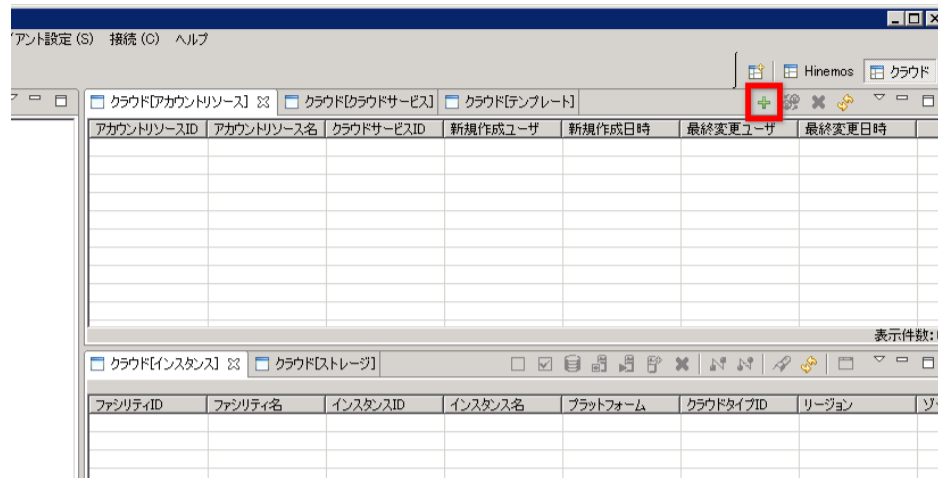 アント設定(S) 接続(C) ヘルプ
Hinemos クラウド
クラウド[アカウントリソース] クラウド[クラウドサービス] クラウド[テンプレート]
アカウントリソースID アカウントリソース名 クラウドサービスID 新規作成ユーザ 新規作成日時 最終変更ユーザ 最終変更日時
表示件数:
クラウド[インスタンス] クラウド[ストレージ]
ファシリティID ファシリティ名 インスタンスID インスタンス名 プラットフォーム クラウドタイプID リージョン